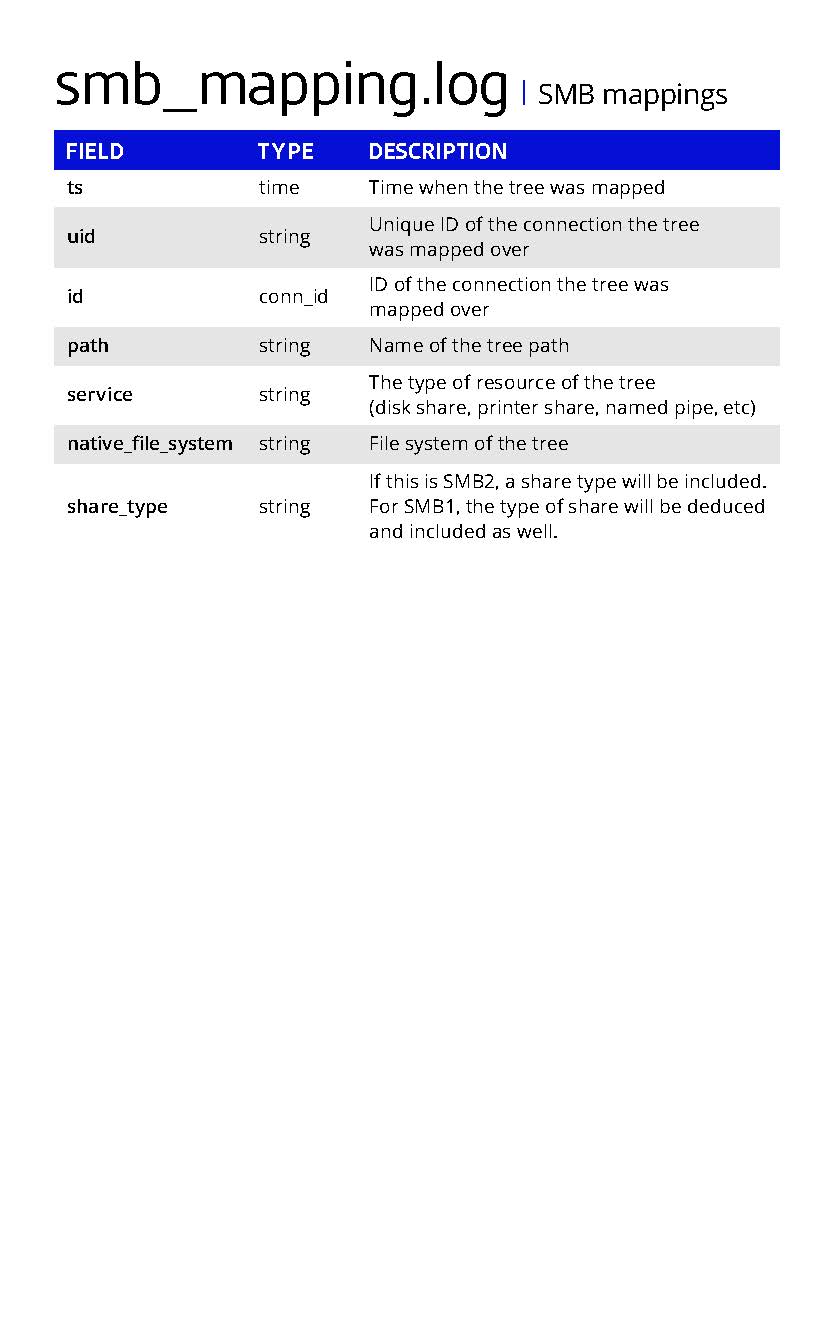 smb_mapping.log | SMB mappings
FIELD TYPE DESCRIPTION
ts time Time when the tree was mapped
uid string Unique ID of the connection the tree
was mapped over
id conn_id ID of the connection the tree was
mapped over
path string Name of the tree path
service string The type of resource of the tree
(disk share, printer share, named pipe, etc)
native_file_system string File system of the tree
share_type string If this is SMB2, a share type will be included.
For SMB1, the type of share will be deduced
and included as well.